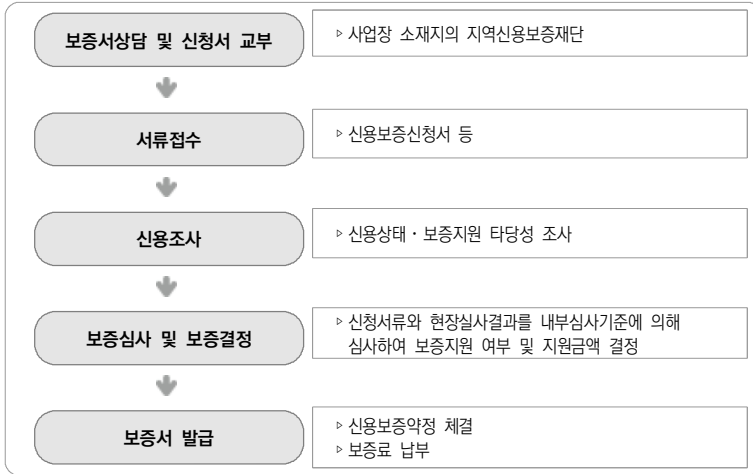 보증서상담 및 신청서 교부
▹ 사업장 소재지의 지역신용보증재단
서류접수
▹ 신용보증신청서 등
신용조사
▹ 신용상태・보증지원 타당성 조사
보증심사 및 보증결정
▹ 신청서류와 현장실사결과를 내부심사기준에 의해
심사하여 보증지원 여부 및 지원금액 결정
보증서 발급
▹ 신용보증약정 체결
▹ 보증료 납부